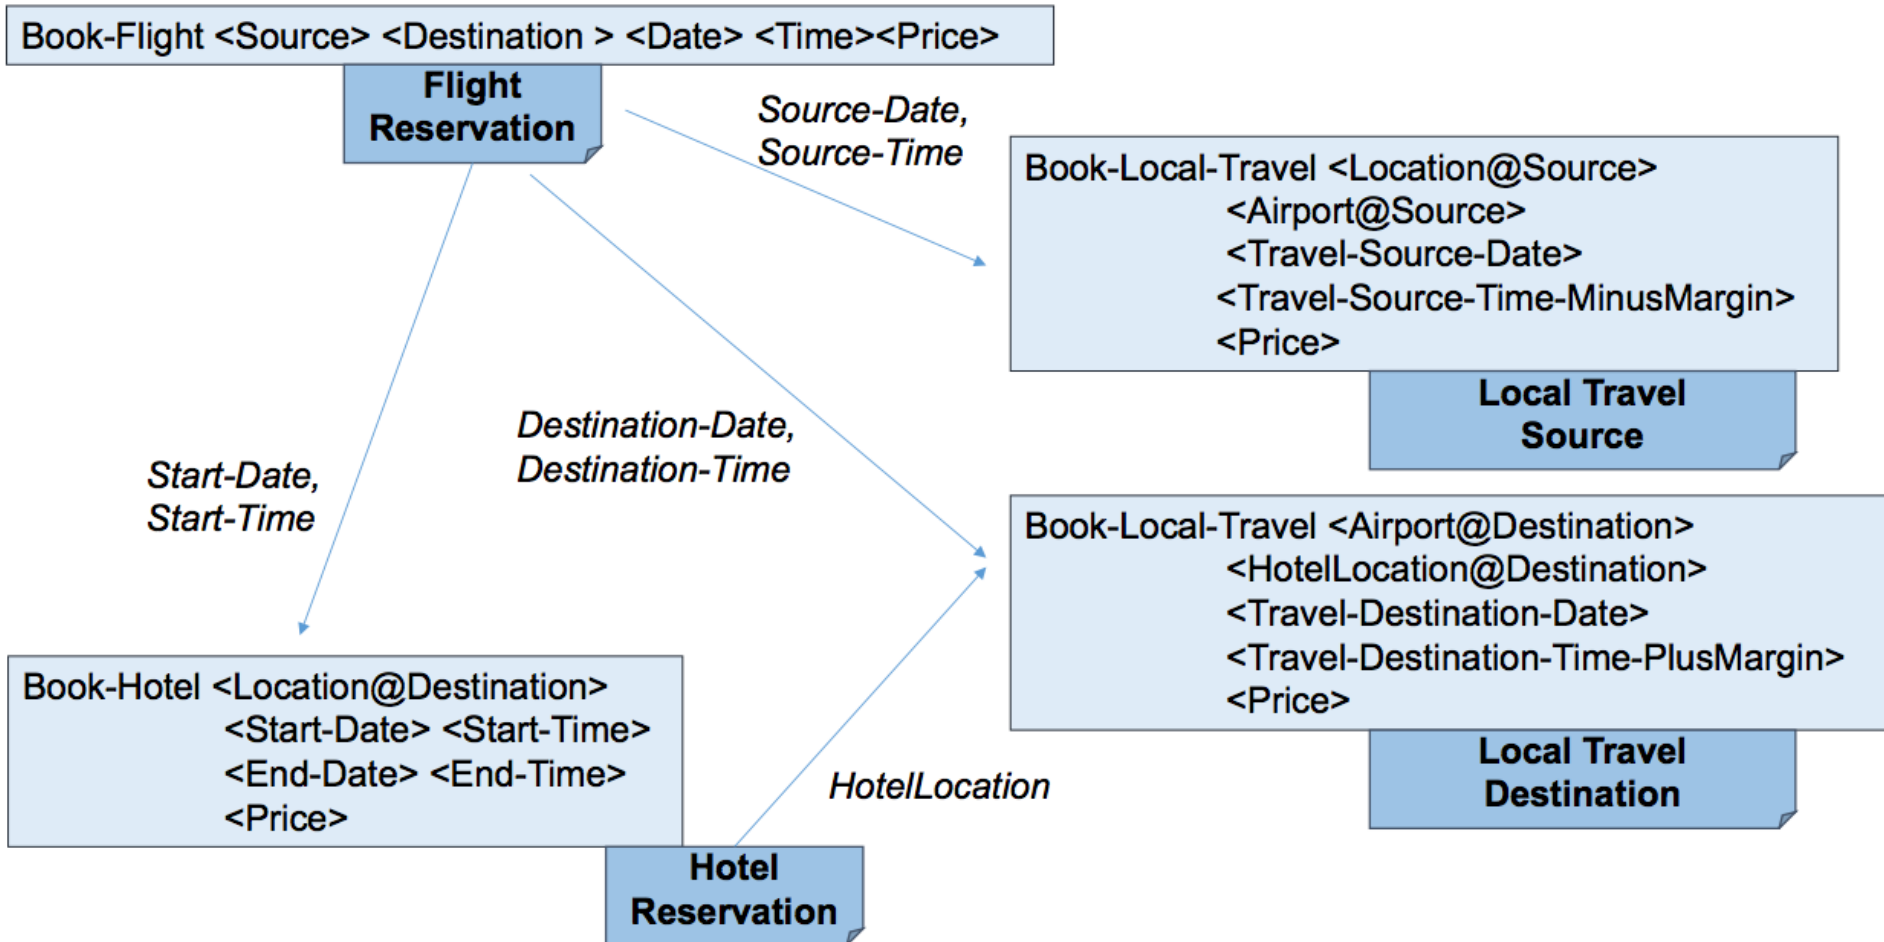 Book-Flight <Source> <Destination > <Date> <Time><Price>
Flight
Reservation
Source-Date,
Source-Time
Book-Local-Travel <Location@Source>
<Airport@Source>
<Travel-Source-Date>
<Travel-Source-Time-MinusMargin>
<Price>
Local Travel
Source
Destination-Date,
Destination-Time
Start-Date,
Start-Time
Book-Local-Travel <Airport@Destination>
<HotelLocation@Destination>
<Travel-Destination-Date>
<Travel-Destination-Time-PlusMargin>
<Price>
Local Travel
Destination
Book-Hotel <Location@Destination>
<Start-Date> <Start-Time>
<End-Date> <End-Time>
<Price>
HotelLocation
Hotel
Reservation